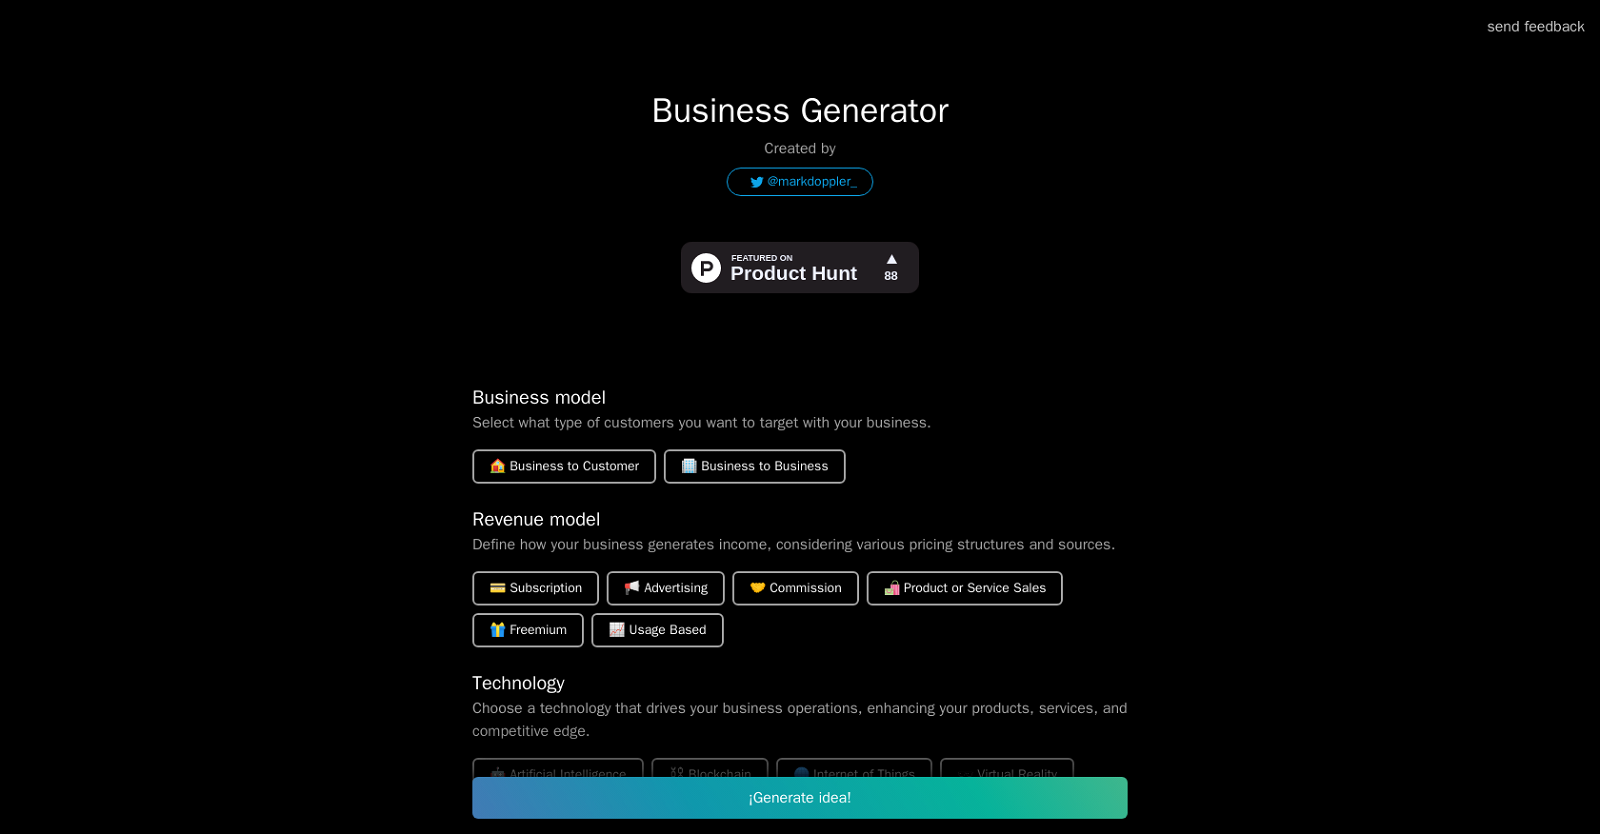 send feedback
Business Generator
Created by
@markdoppler_
FEATURED ON
Product Hunt
88
Business model
Select what type of customers you want to target with your business.
Business to Customer Business to Business
Revenue model
Define how your business generates income, considering various pricing structures and sources.
Subscription Advertising Commission Product or Service Sales
Freemium Usage Based
Technology
Choose a technology that drives your business operations, enhancing your products, services, and
competitive edge.
Artificial Intelligence Blockchain Internet of Things Virtual Reality
¡Generate idea!